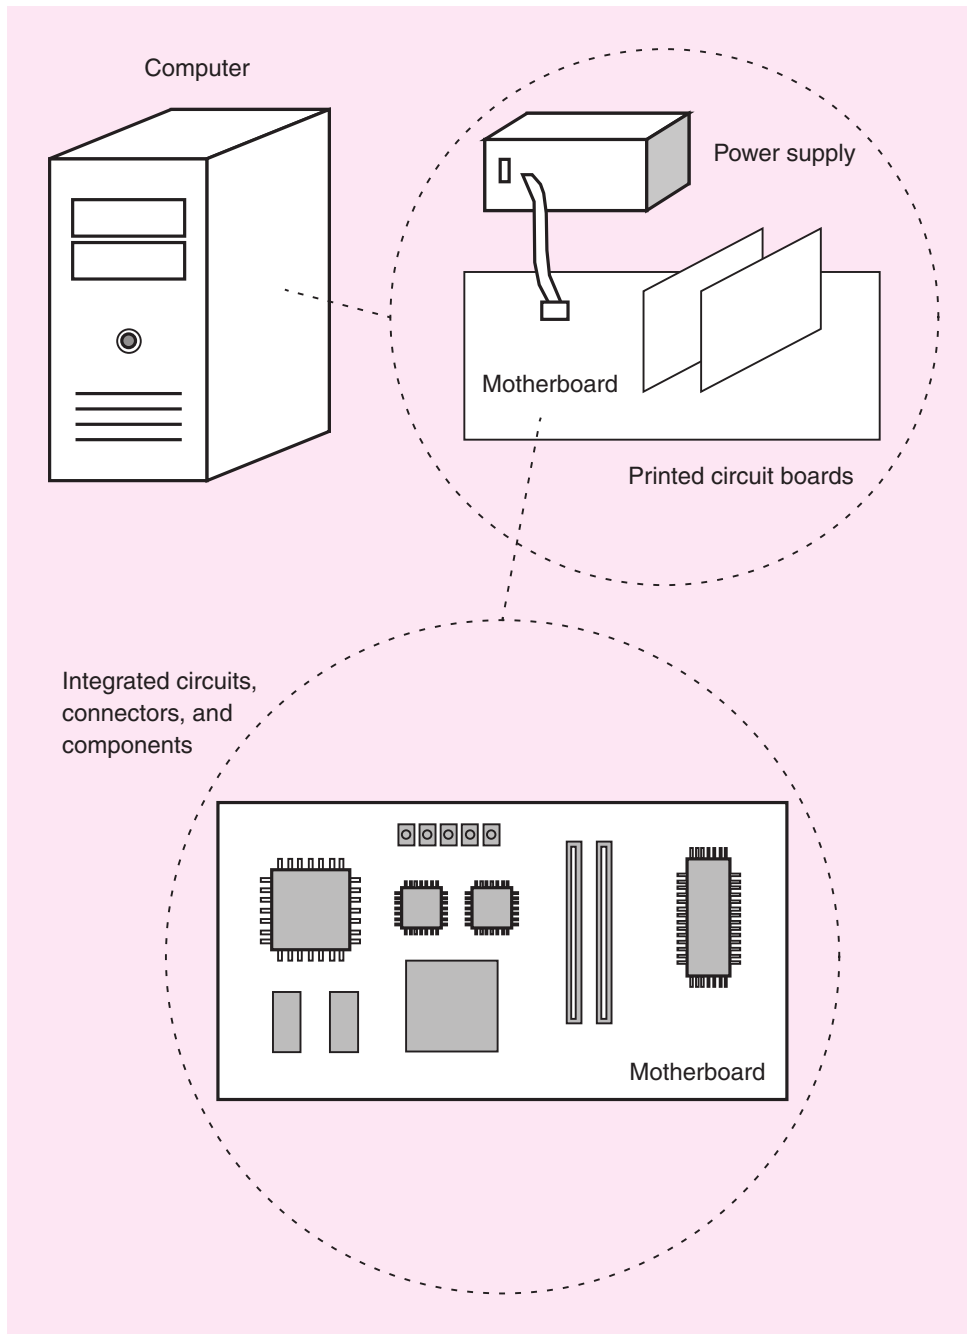 Computer
Power supply
Motherboard
Printed circuit boards
Integrated circuits,
connectors, and
components
Motherboard